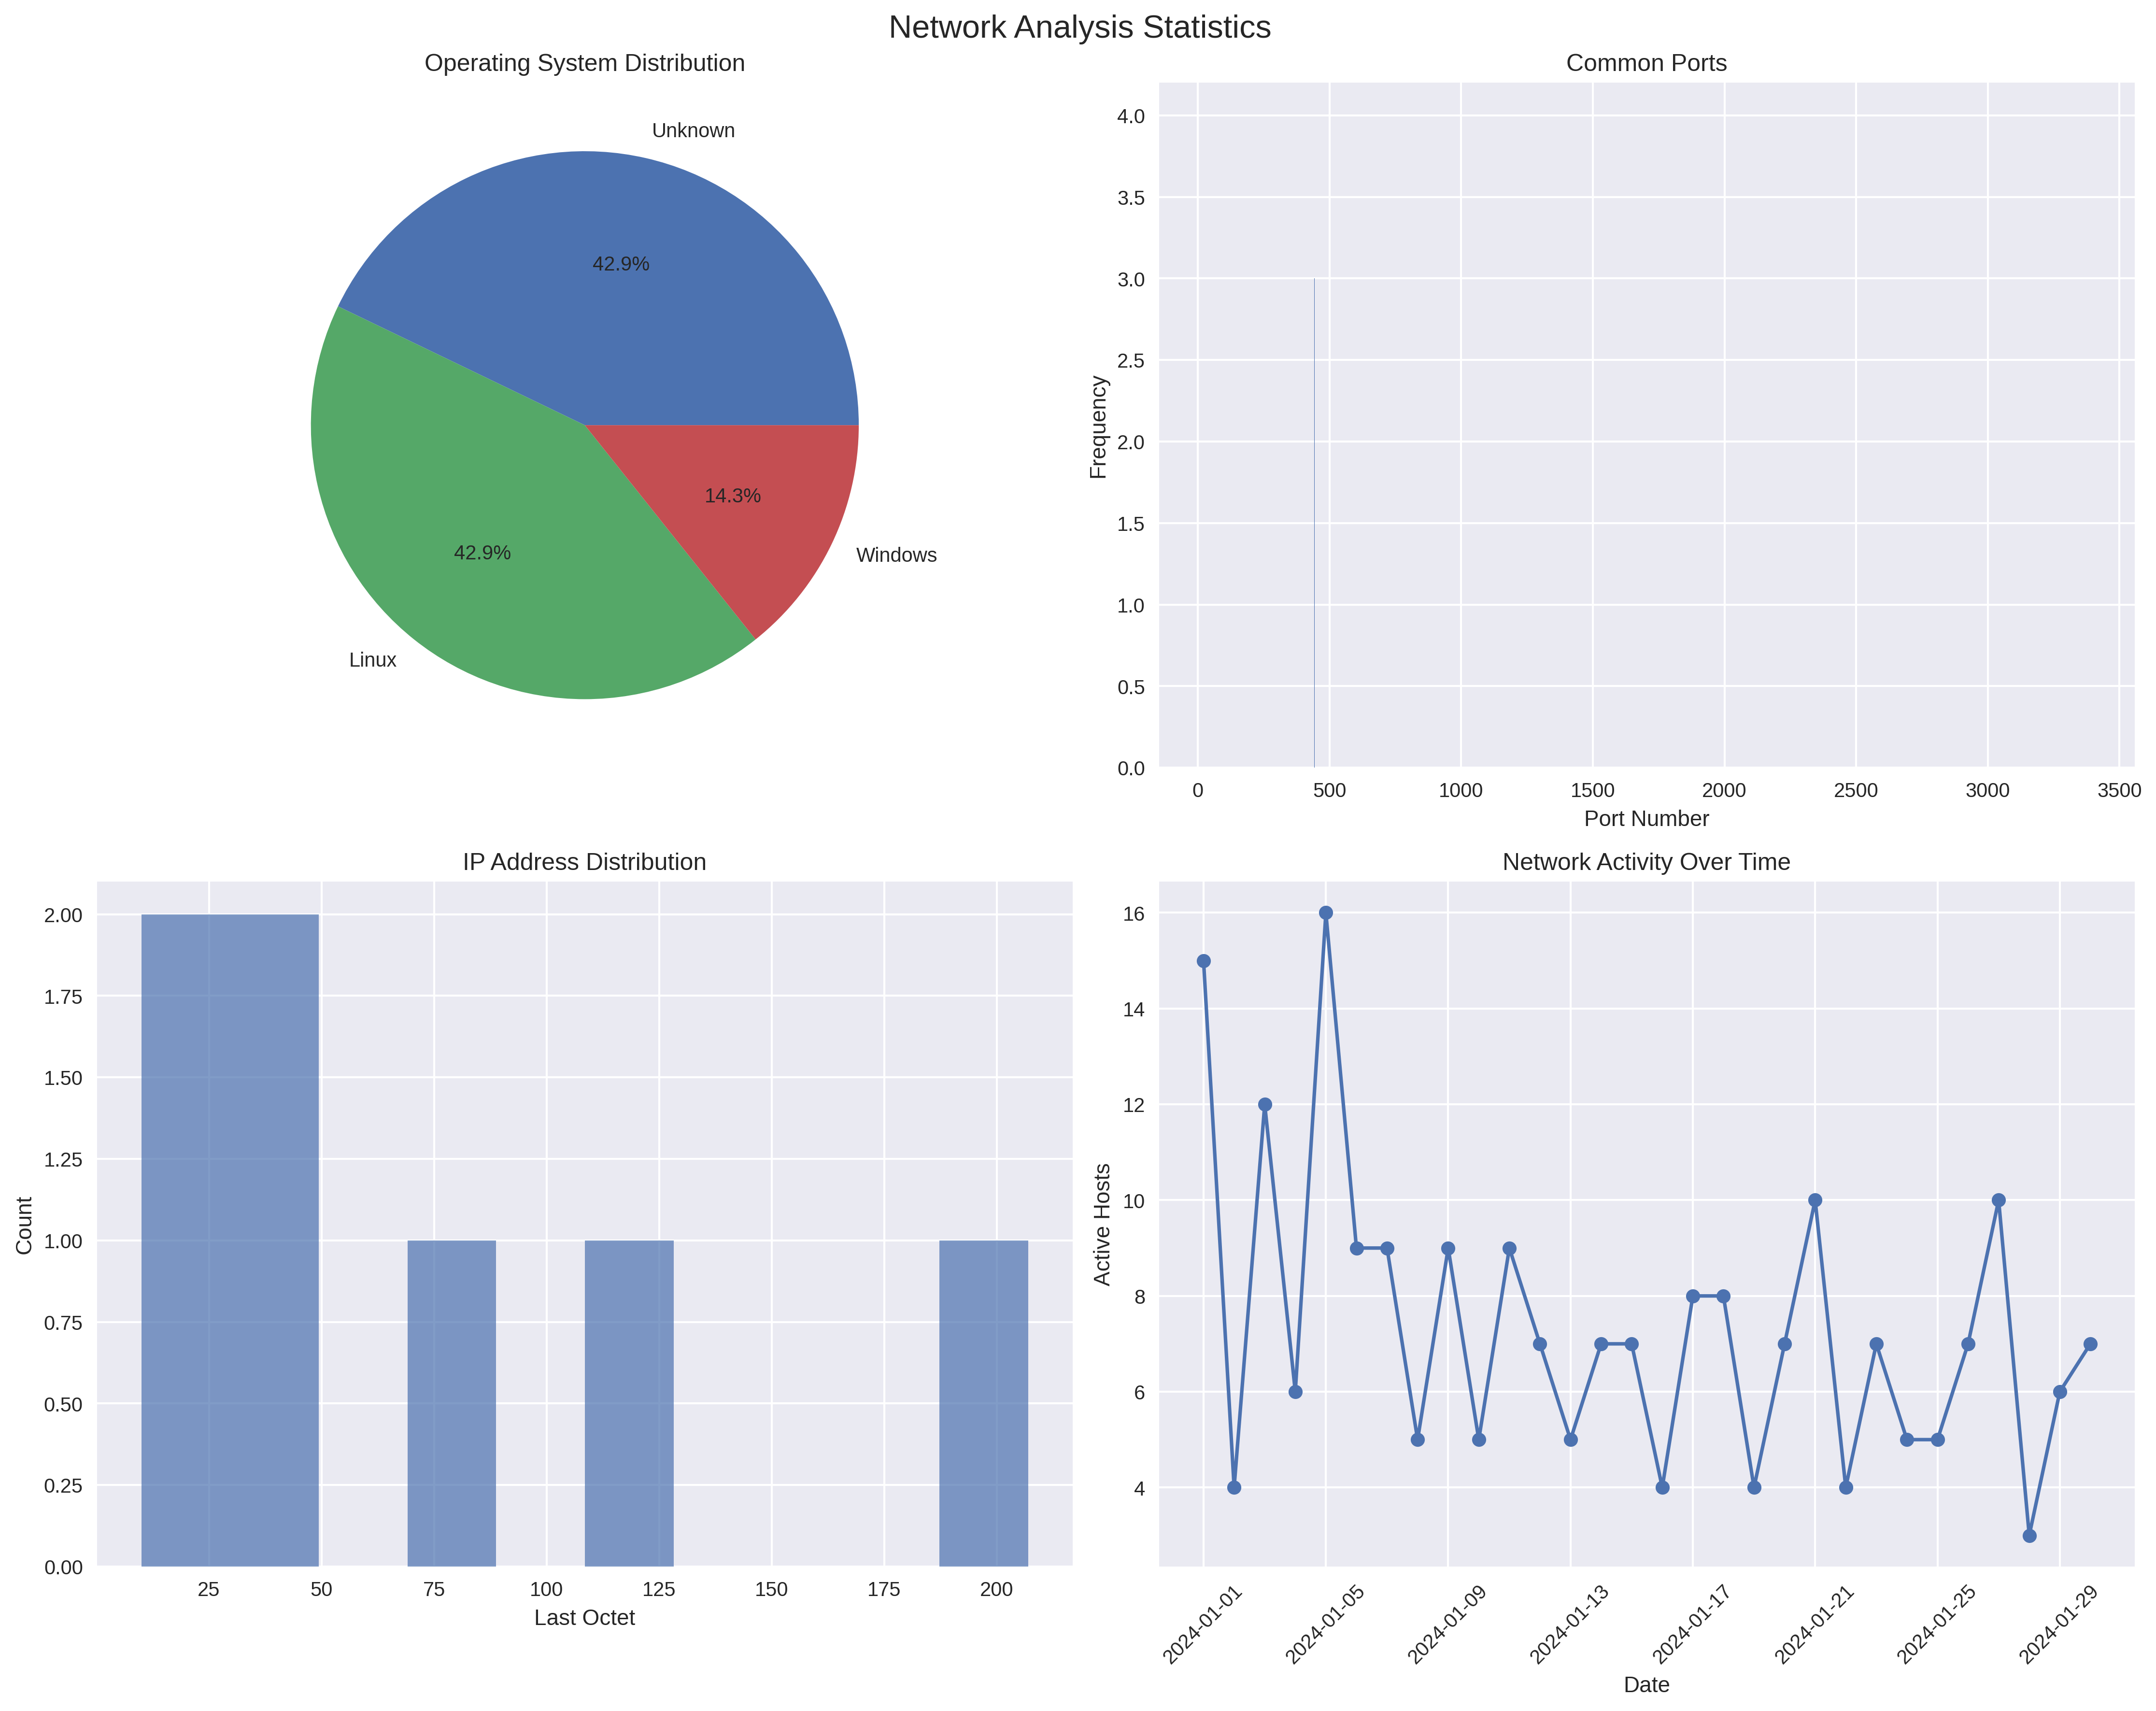 Network Analysis Statistics
Operating System Distribution
Unknown
42.9%
14.3%
42.9%
Windows
Linux
Common Ports
4.0
3.5
3.0
2.5
2.0
1.5
1.0
0.5
0.0
Frequency
0 500 1000 1500 2000 2500 3000 3500
Port Number
IP Address Distribution
2.00
1.75
1.50
1.25
1.00
0.75
0.50
0.25
0.00
Count
25 50 75 100 125 150 175 200
Last Octet
Network Activity Over Time
16
14
12
10
8
6
4
Active Hosts
2024-01-01 2024-01-05 2024-01-09 2024-01-13 2024-01-17 2024-01-21 2024-01-25 2024-01-29
Date